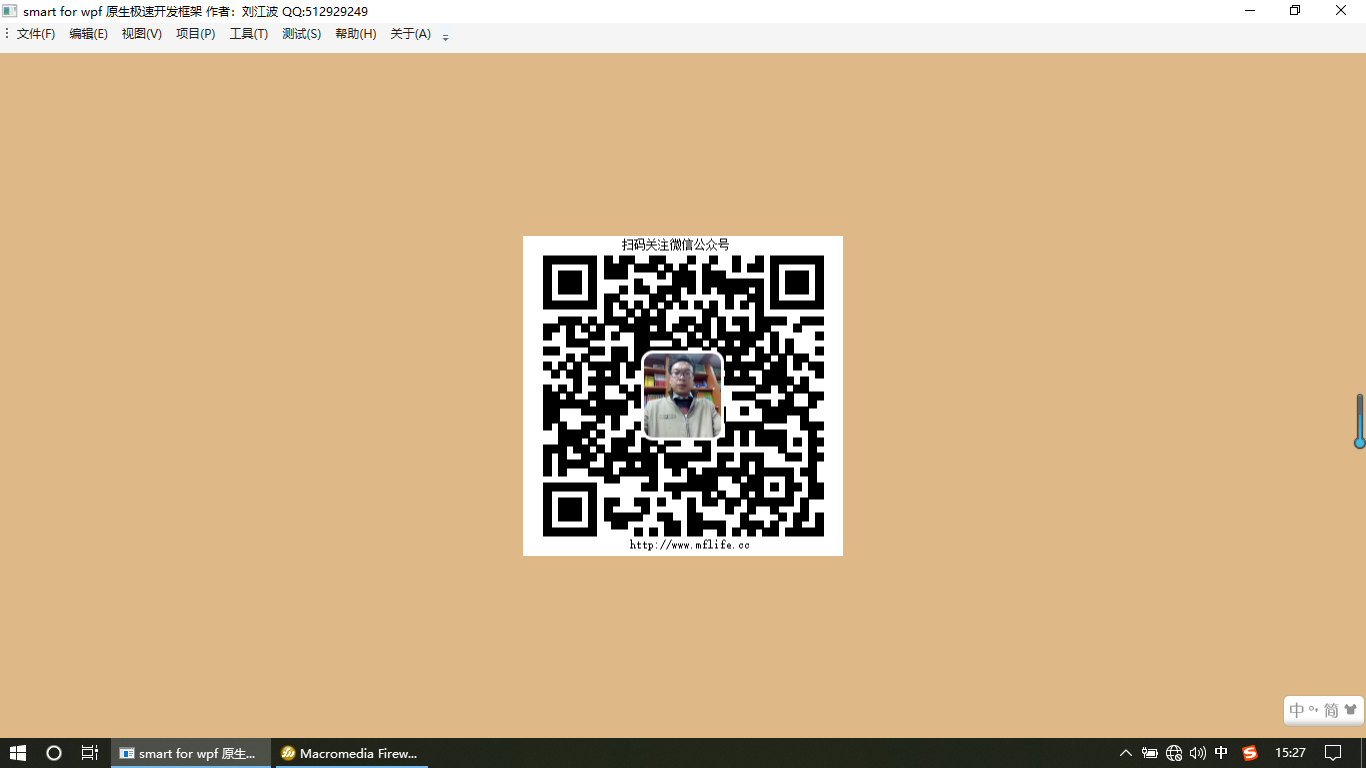 smart for wpf 原生极速开发框架 作者：刘江波 QQ:512929249
文件(F) 编辑(E) 视图(V) 项目(P) 工具(T) 测试(S) 帮助(H) 关于(A)
扫码关注微信公众号
http://www.mflife.cc
中 简
smart for wpf 原生... Macromedia Firew... 中 15:27